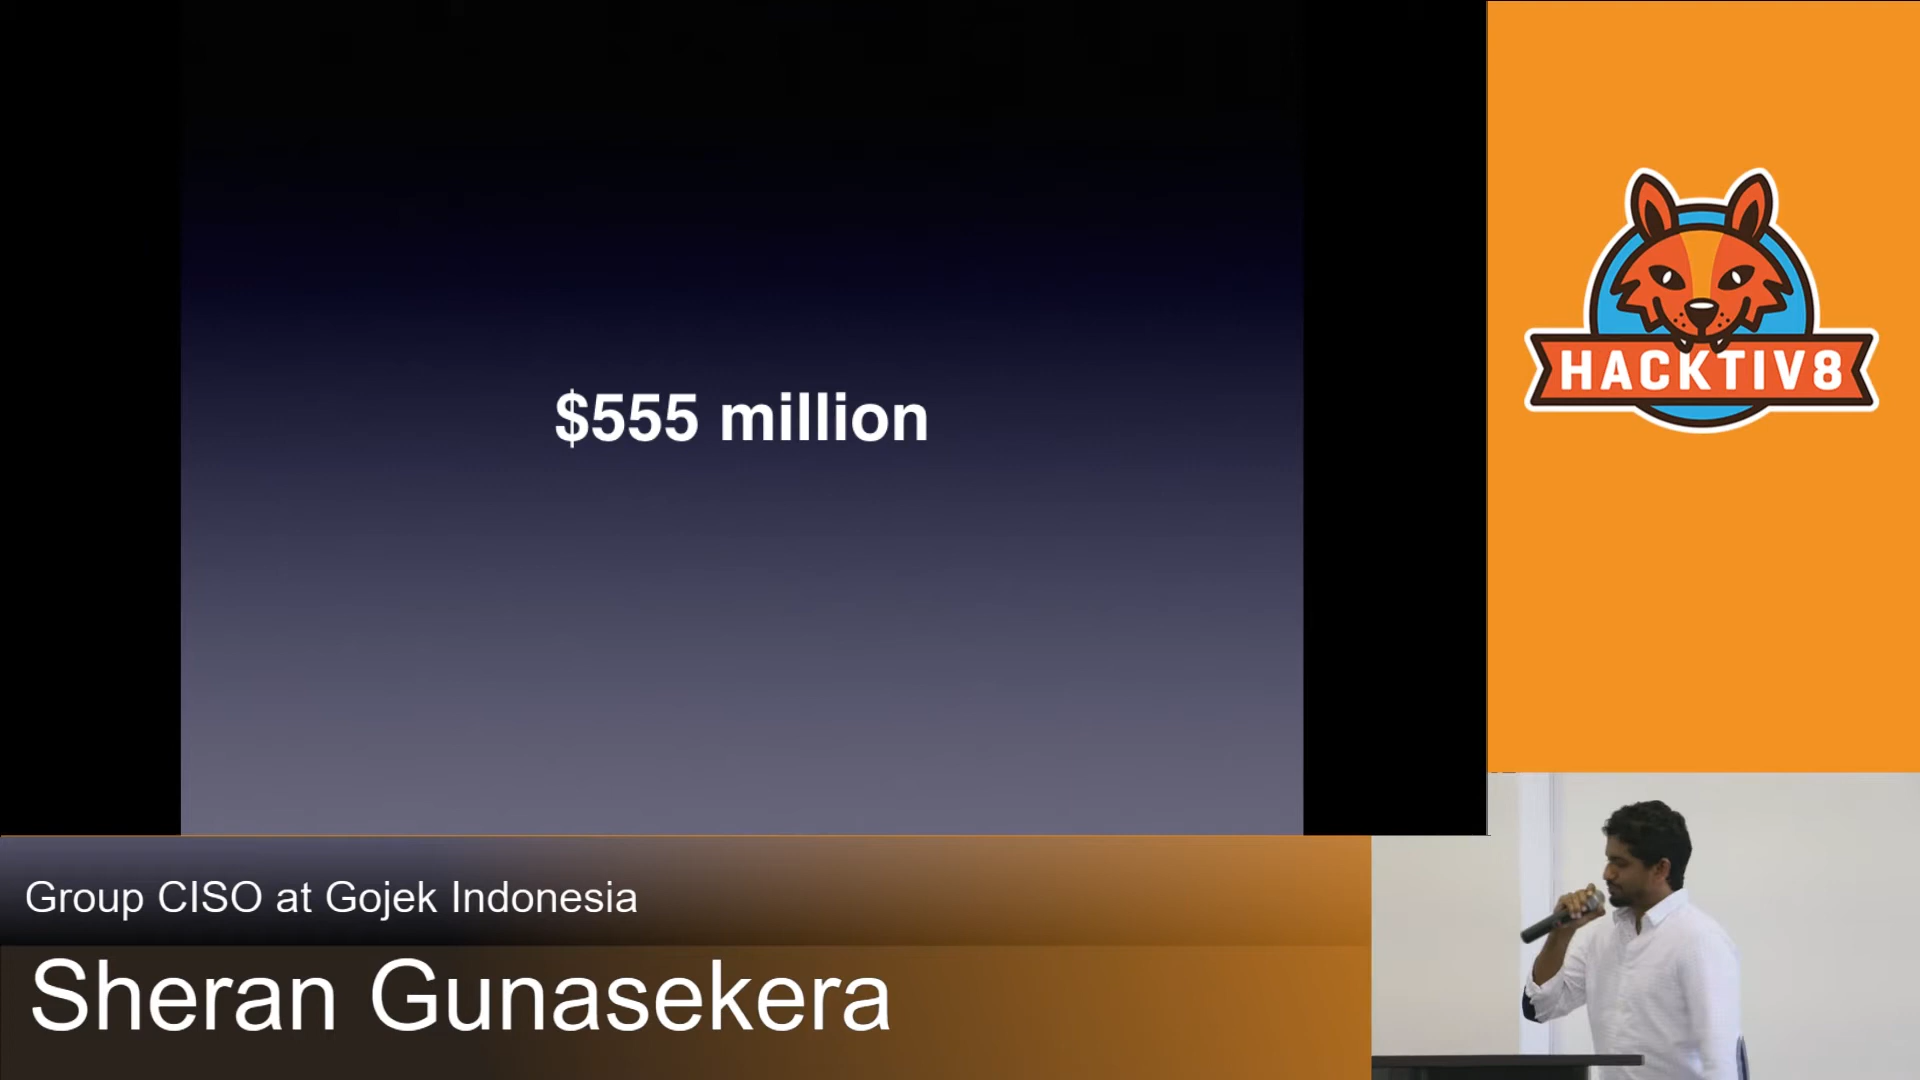 $555 million
HACKTIV8
Group CISO at Gojek Indonesia
Sheran Gunasekera